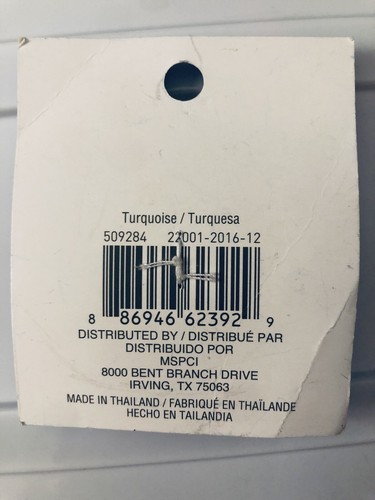 Turquoise / Turquesa
509284 22001-2016-12
8 86946 62392 9
DISTRIBUTED BY / DISTRIBUÉ PAR
DISTRIBUIDO POR
MSPCI
8000 BENT BRANCH DRIVE
IRVING, TX 75063
MADE IN THAILAND / FABRIQUÉ EN THAÏLANDE
HECHO EN TAILANDIA